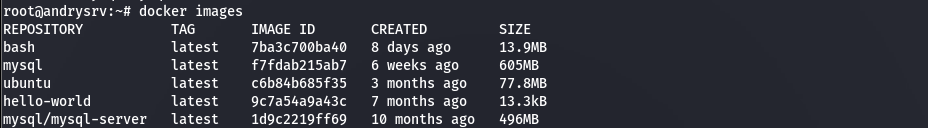 root@andrysrv:~# docker images
REPOSITORY TAG IMAGE ID CREATED SIZE
bash latest 7ba3c700ba40 8 days ago 13.9MB
mysql latest f7fdab215ab7 6 weeks ago 605MB
ubuntu latest c6b84b685f35 3 months ago 77.8MB
hello-world latest 9c7a54a9a43c 7 months ago 13.3kB
mysql/mysql-server latest 1d9c2219ff69 10 months ago 496MB